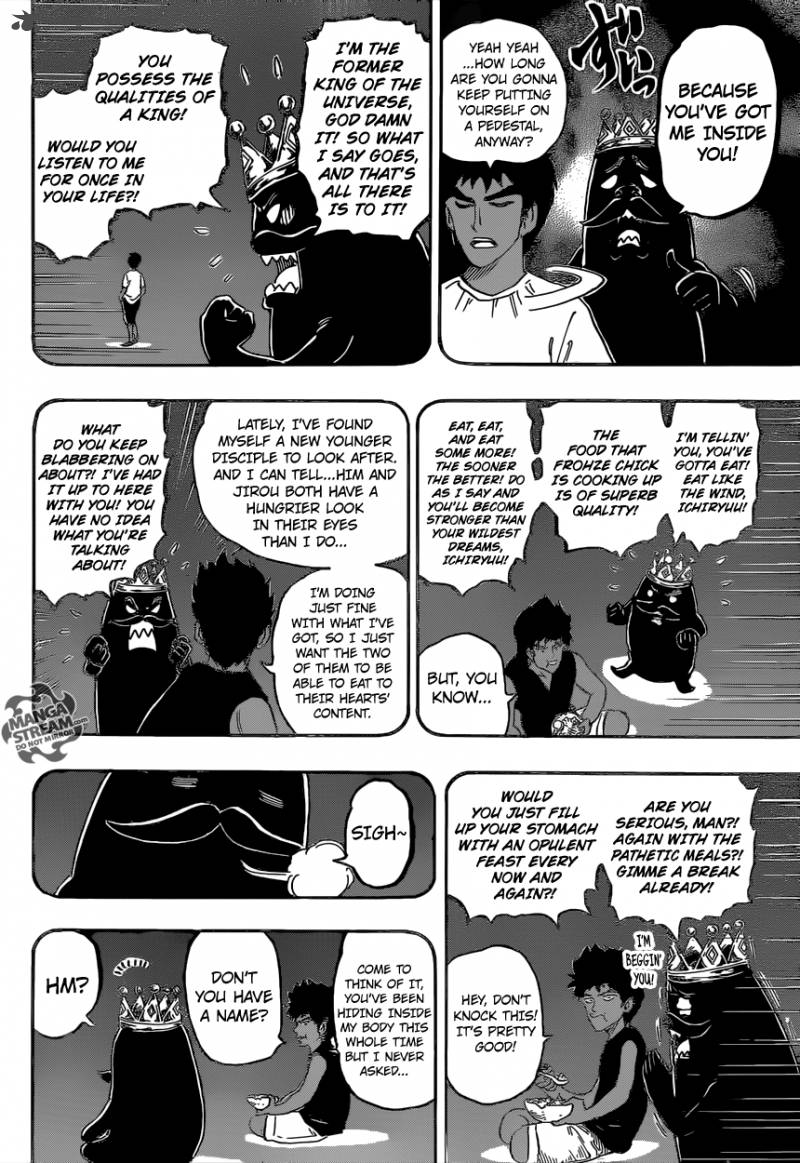 BECAUSE
YOU'VE GOT
ME INSIDE
YOU!
ずいっ
YEAH YEAH
...HOW LONG
ARE YOU GONNA
KEEP PUTTING
YOURSELF ON
A PEDESTAL,
ANYWAY?
I'M THE
FORMER
KING OF THE
UNIVERSE,
GOD DAMN
IT! SO WHAT
I SAY GOES,
AND THAT'S
ALL THERE
IS TO IT!
YOU
POSSESS THE
QUALITIES OF
A KING!
WOULD YOU
LISTEN TO ME
FOR ONCE IN
YOUR LIFE?!
I'M TELLIN'
YOU, YOU'VE
GOTTA EAT!
EAT LIKE
THE WIND,
ICHIRYUU!
THE
FOOD THAT
FROHZE CHICK
IS COOKING UP
IS OF SUPERB
QUALITY!
EAT, EAT,
AND EAT
SOME MORE!
THE SOONER
THE BETTER! DO
AS I SAY AND
YOU'LL BECOME
STRONGER THAN
YOUR WILDEST
DREAMS,
ICHIRYUU!
BUT, YOU
KNOW...
LATELY, I'VE FOUND
MYSELF A NEW YOUNGER
DISCIPLE TO LOOK AFTER.
AND I CAN TELL...HIM AND
JIROU BOTH HAVE A
HUNGRIER LOOK
IN THEIR EYES
THAN I DO...
I'M DOING
JUST FINE
WITH WHAT I'VE
GOT, SO I JUST
WANT THE TWO
OF THEM TO BE
ABLE TO EAT TO
THEIR HEARTS'
CONTENT.
WHAT
DO YOU KEEP
BLABBERING ON
ABOUT?! I'VE HAD
IT UP TO HERE
WITH YOU! YOU
HAVE NO IDEA
WHAT YOU'RE
TALKING
ABOUT!
MANGA
STREAM.com
DO NOT MIRROR
ARE YOU
SERIOUS, MAN?!
AGAIN WITH THE
PATHETIC MEALS?!
GIMME A BREAK
ALREADY!
WOULD
YOU JUST FILL
UP YOUR STOMACH
WITH AN OPULENT
FEAST EVERY
NOW AND
AGAIN?!
I'M
BEGGIN'
YOU!
HEY, DON'T
KNOCK THIS!
IT'S PRETTY
GOOD!
SIGH~
COME TO
THINK OF IT,
YOU'VE BEEN
HIDING INSIDE
MY BODY THIS
WHOLE TIME
BUT I NEVER
ASKED...
DON'T
YOU HAVE
A NAME?
HM?